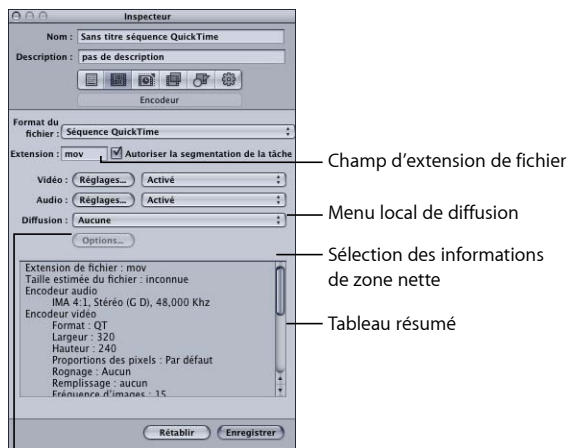 Inspecteur
Nom : Sans titre séquence QuickTime
Description : pas de description
Encodeur
Format du
fichier : Séquence QuickTime
Extension : mov Autoriser la segmentation de la tâche
Champ d'extension de fichier
Vidéo : Réglages... Activé
Audio : Réglages... Activé
Diffusion : Aucune
Menu local de diffusion
Options...
Sélection des informations
de zone nette
Extension de fichier : mov
Taille estimée du fichier : inconnue
Encodeur audio
IMA 4:1, Stéréo (G D), 48,000 Khz
Encodeur vidéo
Format : QT
Largeur : 320
Hauteur : 240
Proportions des pixels : Par défaut
Rognage : Aucun
Remplissage : aucun
Fréquence d'images : 15
Tableau résumé
Rétablir Enregistrer